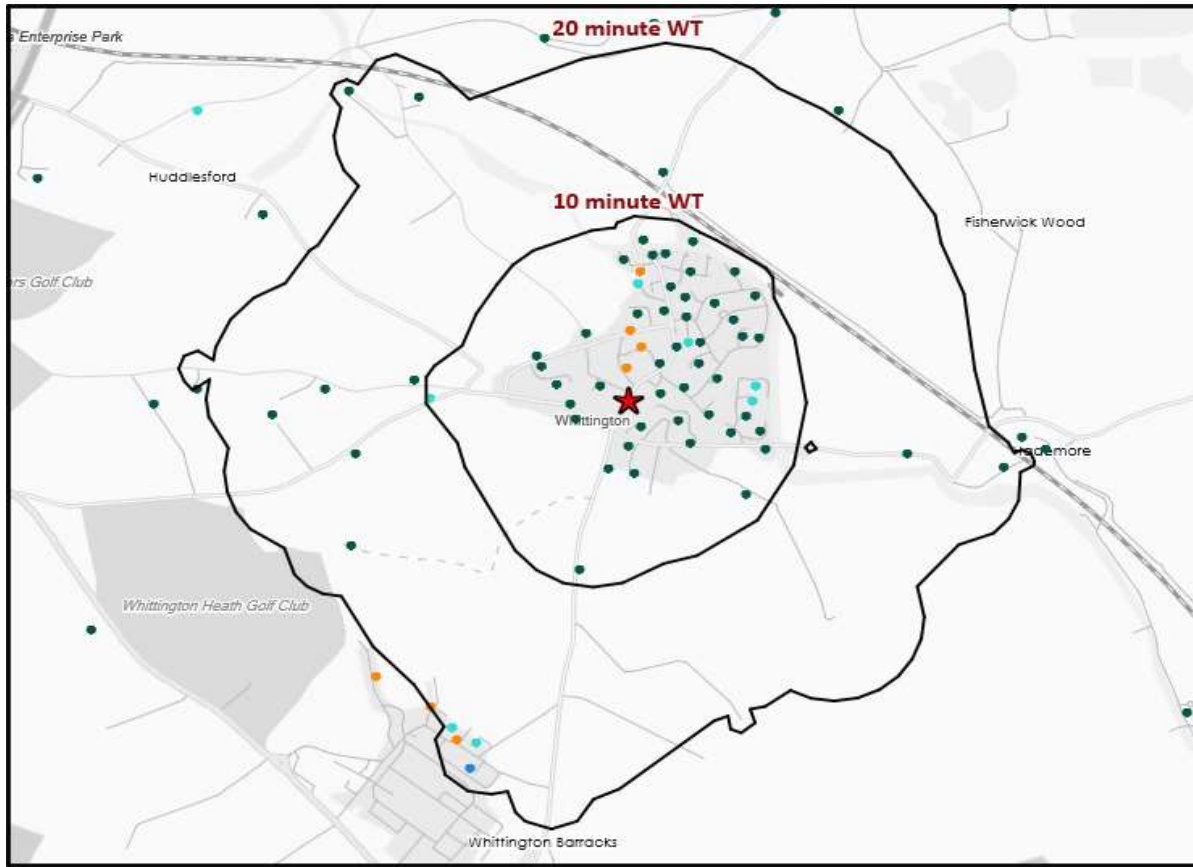 20 minute WT
s Enterprise Park
Huddlesford
10 minute WT
Fisherwick Wood
ors Golf Club
Whittington
Whittington Heath Golf Club
Whittington Barracks